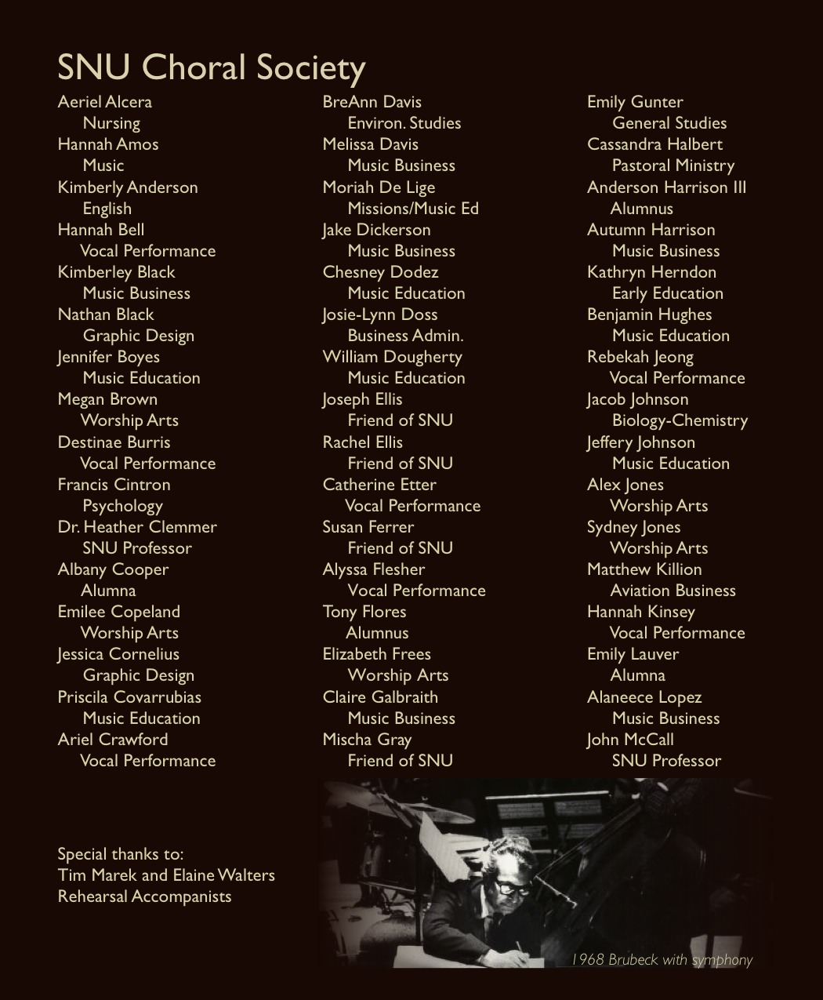 SNU Choral Society
Aeriel Alcera
Nursing
Hannah Amos
Music
Kimberly Anderson
English
Hannah Bell
Vocal Performance
Kimberley Black
Music Business
Nathan Black
Graphic Design
Jennifer Boyes
Music Education
Megan Brown
Worship Arts
Destinae Burris
Vocal Performance
Francis Cintron
Psychology
Dr. Heather Clemmer
SNU Professor
Albany Cooper
Alumna
Emilee Copeland
Worship Arts
Jessica Cornelius
Graphic Design
Priscila Covarrubias
Music Education
Ariel Crawford
Vocal Performance
BreAnn Davis
Environ. Studies
Melissa Davis
Music Business
Moriah De Lige
Missions/Music Ed
Jake Dickerson
Music Business
Chesney Dodez
Music Education
Josie-Lynn Doss
Business Admin.
William Dougherty
Music Education
Joseph Ellis
Friend of SNU
Rachel Ellis
Friend of SNU
Catherine Etter
Vocal Performance
Susan Ferrer
Friend of SNU
Alyssa Flesher
Vocal Performance
Tony Flores
Alumnus
Elizabeth Frees
Worship Arts
Claire Galbraith
Music Business
Mischa Gray
Friend of SNU
Emily Gunter
General Studies
Cassandra Halbert
Pastoral Ministry
Anderson Harrison III
Alumnus
Autumn Harrison
Music Business
Kathryn Herndon
Early Education
Benjamin Hughes
Music Education
Rebekah Jeong
Vocal Performance
Jacob Johnson
Biology-Chemistry
Jeffery Johnson
Music Education
Alex Jones
Worship Arts
Sydney Jones
Worship Arts
Matthew Killion
Aviation Business
Hannah Kinsey
Vocal Performance
Emily Lauver
Alumna
Alaneece Lopez
Music Business
John McCall
SNU Professor
Special thanks to:
Tim Marek and Elaine Walters
Rehearsal Accompanists
1968 Brubeck with symphony